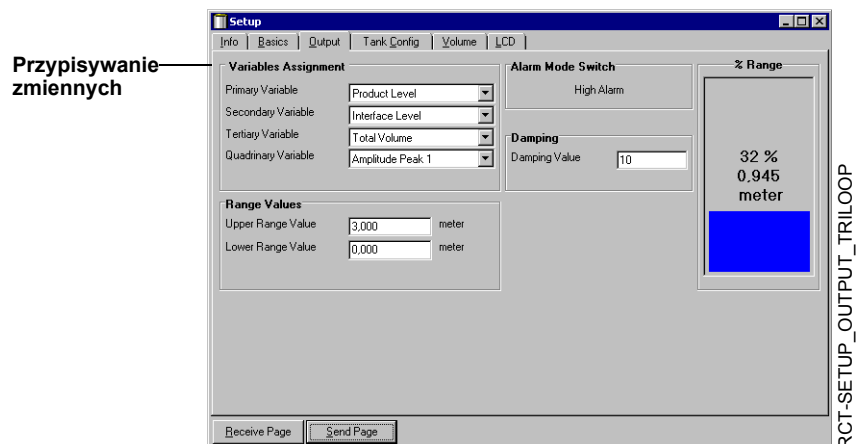 Setup
Info Basics Output Tank Config Volume LCD
Przypisywanie
zmiennych
Variables Assignment
Primary Variable Product Level
Secondary Variable Interface Level
Tertiary Variable Total Volume
Quadrinary Variable Amplitude Peak 1
Range Values
Upper Range Value 3,000 meter
Lower Range Value 0,000 meter
Alarm Mode Switch
High Alarm
Damping
Damping Value 10
% Range
32 %
0,945
meter
Receive Page Send Page
RCT-SETUP_OUTPUT_TRILOOP